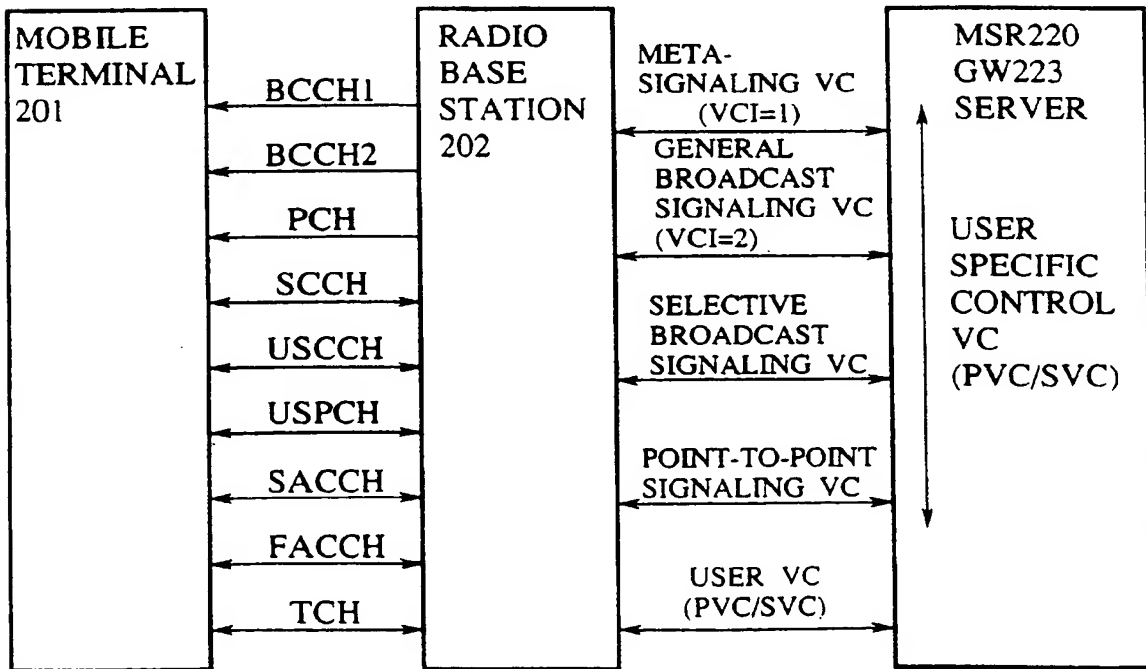 MOBILE
TERMINAL
201
BCCH1
BCCH2
PCH
SCCH
USCCH
USPCH
SACCH
FACCH
TCH
RADIO
BASE
STATION
202
META-
SIGNALING VC
(VCI=1)
GENERAL
BROADCAST
SIGNALING VC
(VCI=2)
SELECTIVE
BROADCAST
SIGNALING VC
POINT-TO-POINT
SIGNALING VC
USER VC
(PVC/SVC)
MSR220
GW223
SERVER
USER
SPECIFIC
CONTROL
VC
(PVC/SVC)